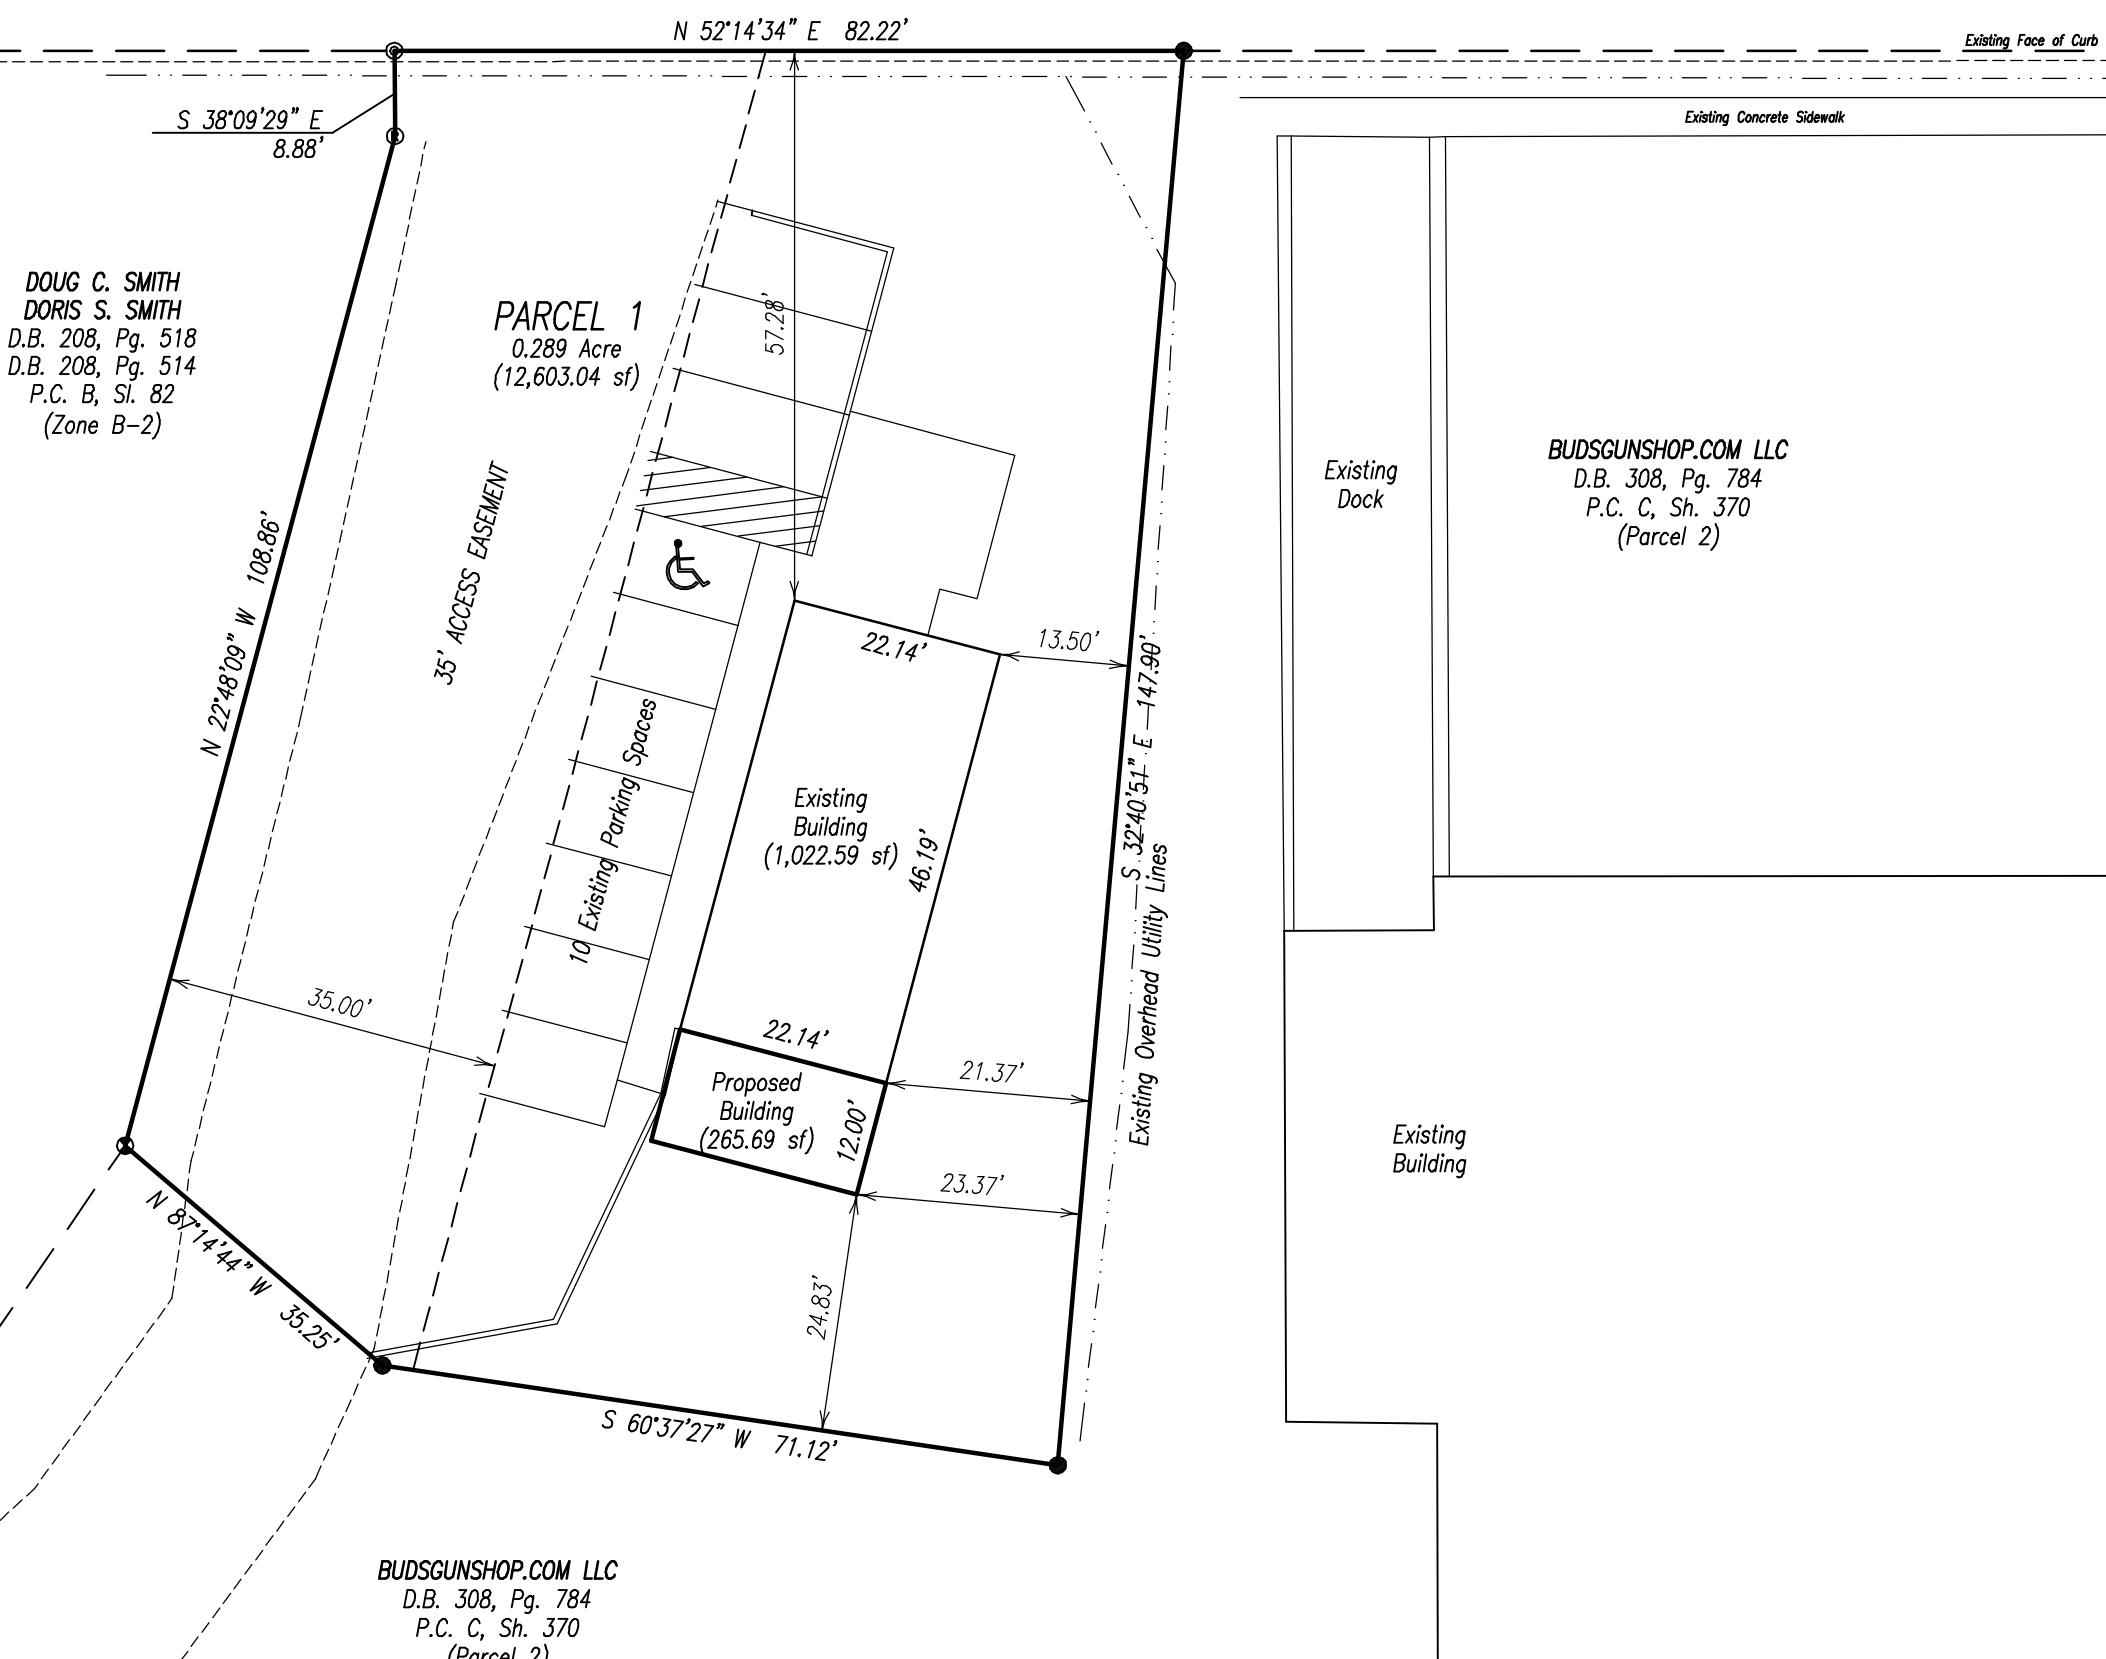 N 52°14'34" E 82.22'
Existing Face of Curb
S 38°09'29" E
8.88'
Existing Concrete Sidewalk
DOUG C. SMITH
DORIS S. SMITH
D.B. 208, Pg. 518
D.B. 208, Pg. 514
P.C. B, Sl. 82
(Zone B-2)
PARCEL 1
0.289 Acre
(12,603.04 sf)
57.28'
Existing
Dock
BUDSGUNSHOP.COM LLC
D.B. 308, Pg. 784
P.C. C, Sh. 370
(Parcel 2)
N 22°48'09" W 108.86'
35' ACCESS EASEMENT
22.14'
13.50'
S 32°40'51" E 147.90'
10 Existing Parking Spaces
Existing
Building
(1,022.59 sf)
46.19'
Existing Overhead Utility Lines
35.00'
22.14'
21.37'
Proposed
Building
(265.69 sf)
12.00'
23.37'
Existing
Building
N 87°14'44" W 35.25'
24.83'
S 60°37'27" W 71.12'
BUDSGUNSHOP.COM LLC
D.B. 308, Pg. 784
P.C. C, Sh. 370
(Parcel 2)